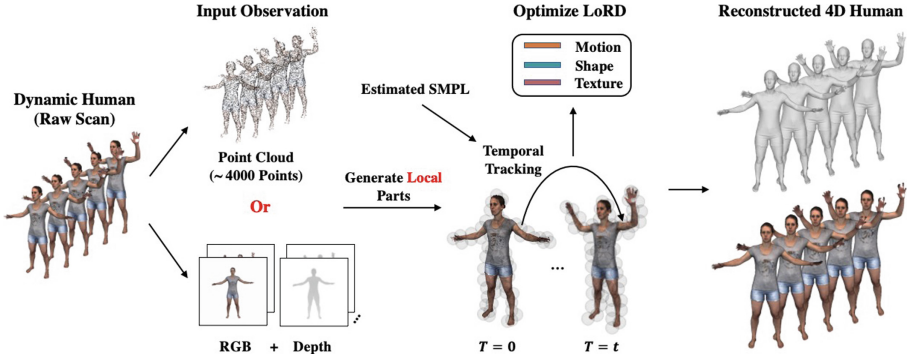 Input Observation
Optimize LoRD
Reconstructed 4D Human
Motion
Shape
Texture
Dynamic Human
(Raw Scan)
Estimated SMPL
Point Cloud
(~ 4000 Points)
Temporal
Tracking
Or
Generate Local
Parts
...
RGB + Depth
T = 0
T = t